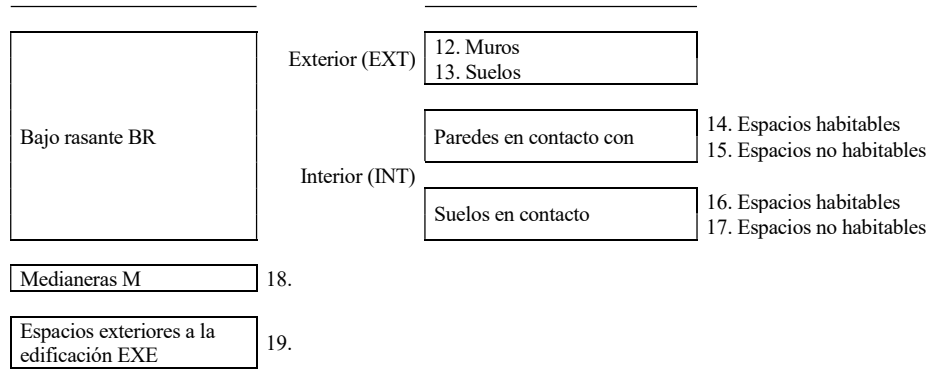 Exterior (EXT)
12. Muros
13. Suelos
Bajo rasante BR
Paredes en contacto con
14. Espacios habitables
15. Espacios no habitables
Interior (INT)
Suelos en contacto
16. Espacios habitables
17. Espacios no habitables
Medianeras M
18.
Espacios exteriores a la
edificación EXE
19.